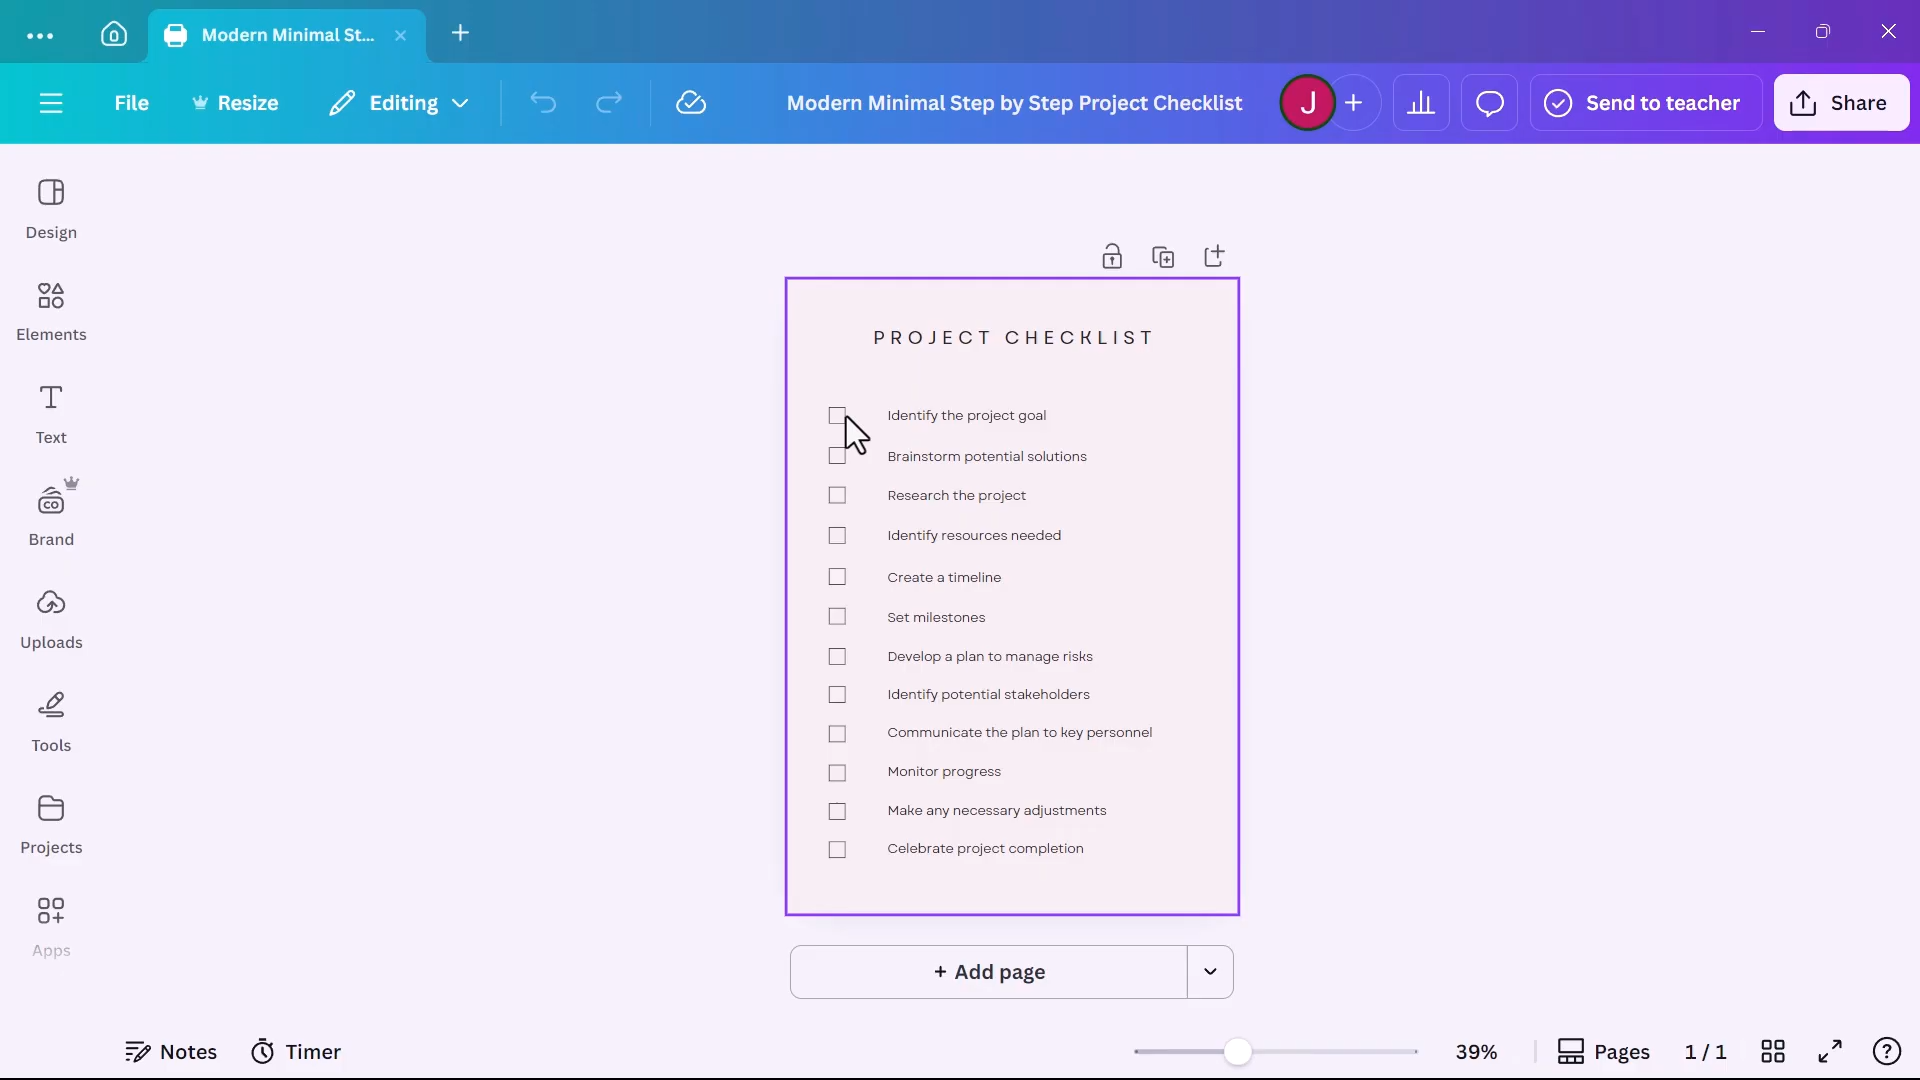 Modern Minimal St...
File
Resize
Editing
Modern Minimal Step by Step Project Checklist
J
Send to teacher
Share
Design
Elements
Text
CO
Brand
Uploads
Tools
Projects
Apps
PROJECT CHECKLIST
Identify the project goal
Brainstorm potential solutions
Research the project
Identify resources needed
Create a timeline
Set milestones
Develop a plan to manage risks
Identify potential stakeholders
Communicate the plan to key personnel
Monitor progress
Make any necessary adjustments
Celebrate project completion
+ Add page
Notes
Timer
39%
Pages
1 / 1